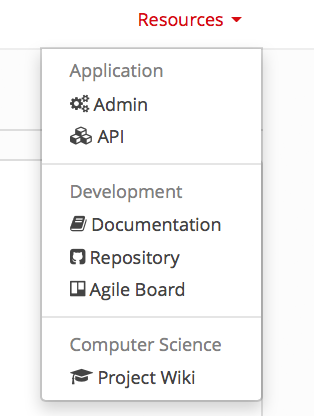 Resources
Application
Admin
API
Development
Documentation
Repository
Agile Board
Computer Science
Project Wiki